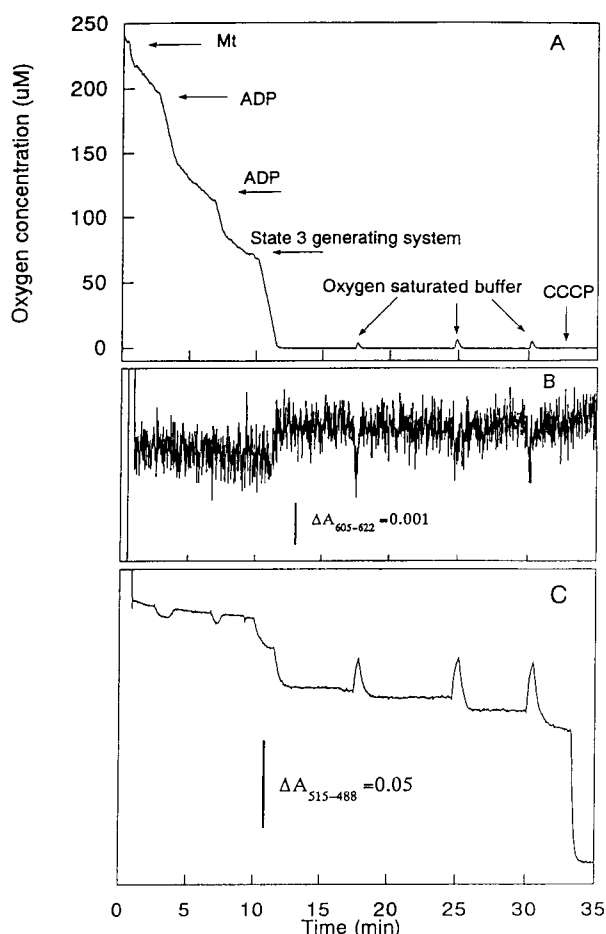 250
A
Mt
200
ADP
150
ADP
100
State 3 generating system
50
Oxygen saturated buffer
CCCP
0
Oxygen concentration (uM)
B
ΔA605-622=0.001
C
ΔA515-488=0.05
0 5 10 15 20 25 30 35
Time (min)